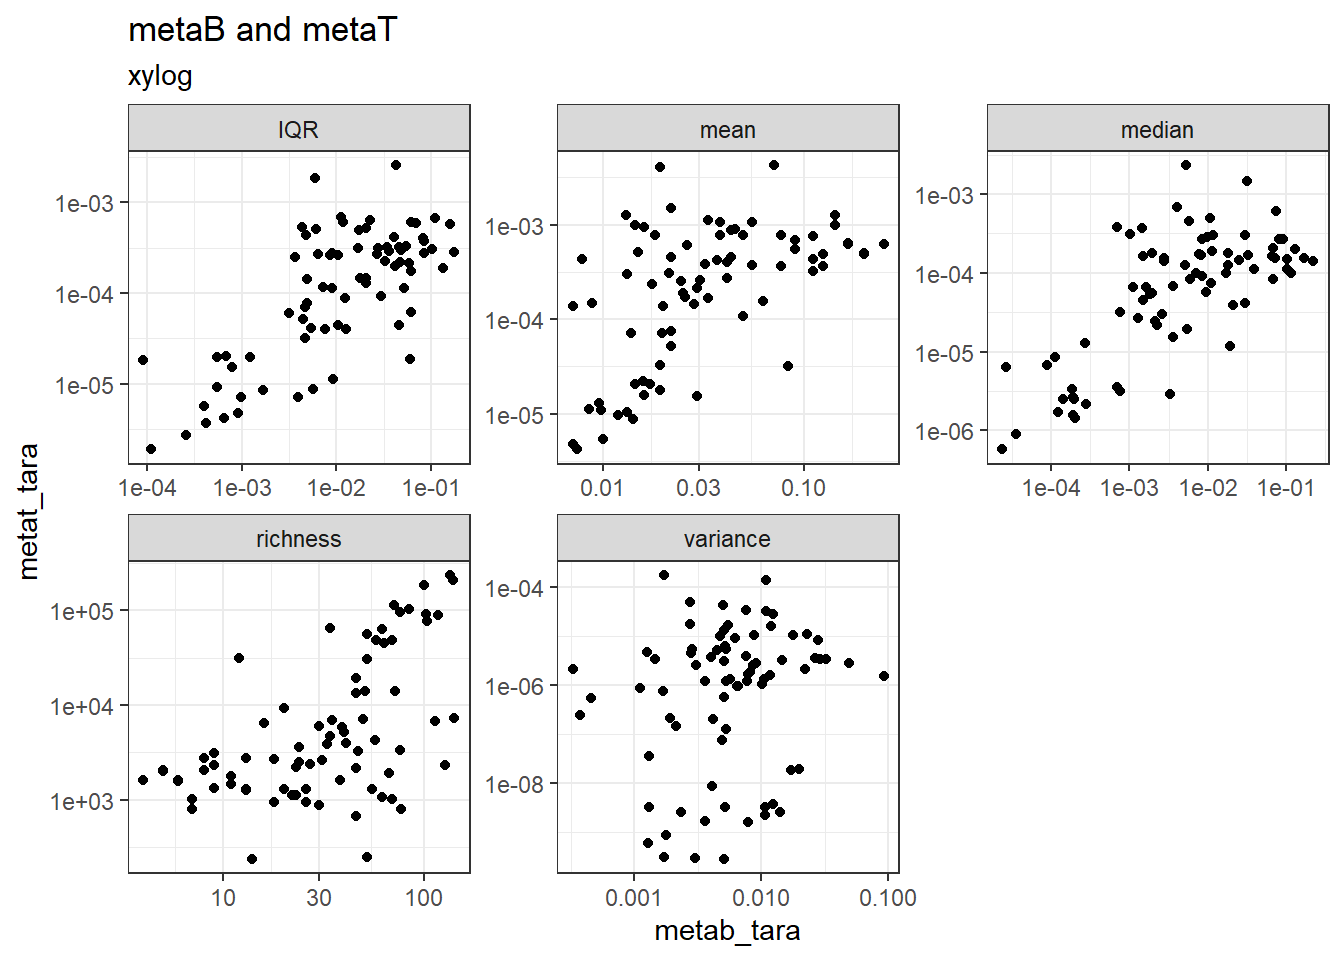 metaB and metaT
xylog
IQR
mean
median
1e-03
1e-04
1e-05
1e-03
1e-04
1e-05
1e-03
1e-04
1e-05
1e-06
1e-04 1e-03 1e-02 1e-01
0.01 0.03 0.10
1e-04 1e-03 1e-02 1e-01
metat_tara
richness
variance
1e+05
1e+04
1e+03
1e-04
1e-06
1e-08
10 30 100
0.001 0.010 0.100
metab_tara